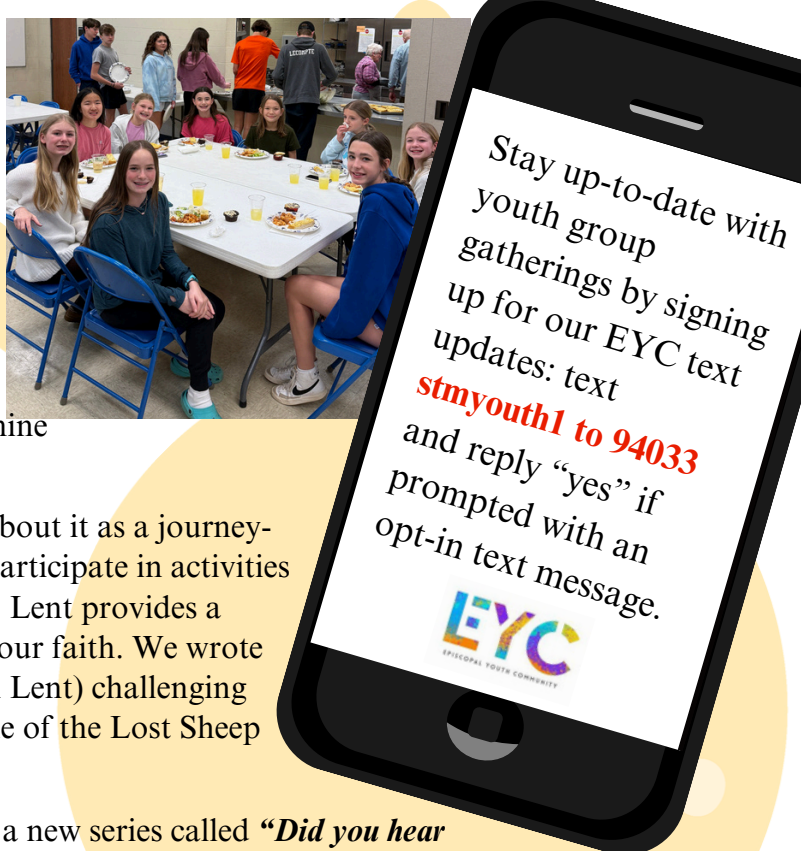 LECOMPTE
Stay up-to-date with
youth group
gatherings by signing
up for our EYC text
updates: text
stmyouth1 to 94033
and reply “yes” if
prompted with an
opt-in text message.
EYC
EPISCOPAL YOUTH COMMUNITY
bout it as a journey-
articipate in activities
Lent provides a
our faith. We wrote
Lent) challenging
e of the Lost Sheep
a new series called “Did you hear